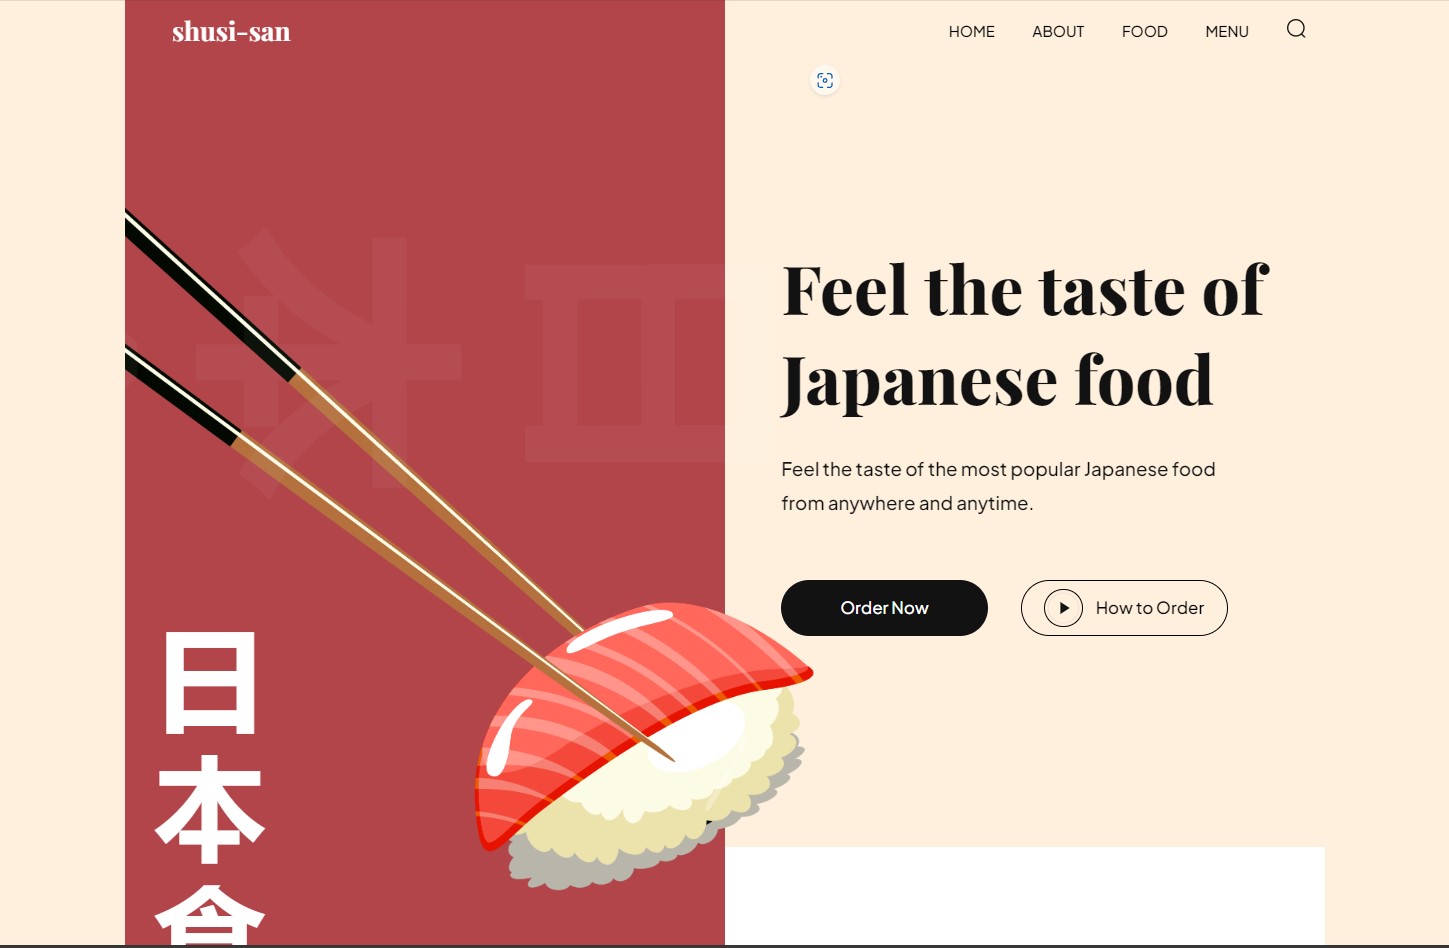 shusi-san
HOME ABOUT FOOD MENU
Feel the taste of
Japanese food
Feel the taste of the most popular Japanese food
from anywhere and anytime.
Order Now
How to Order
日
本
食